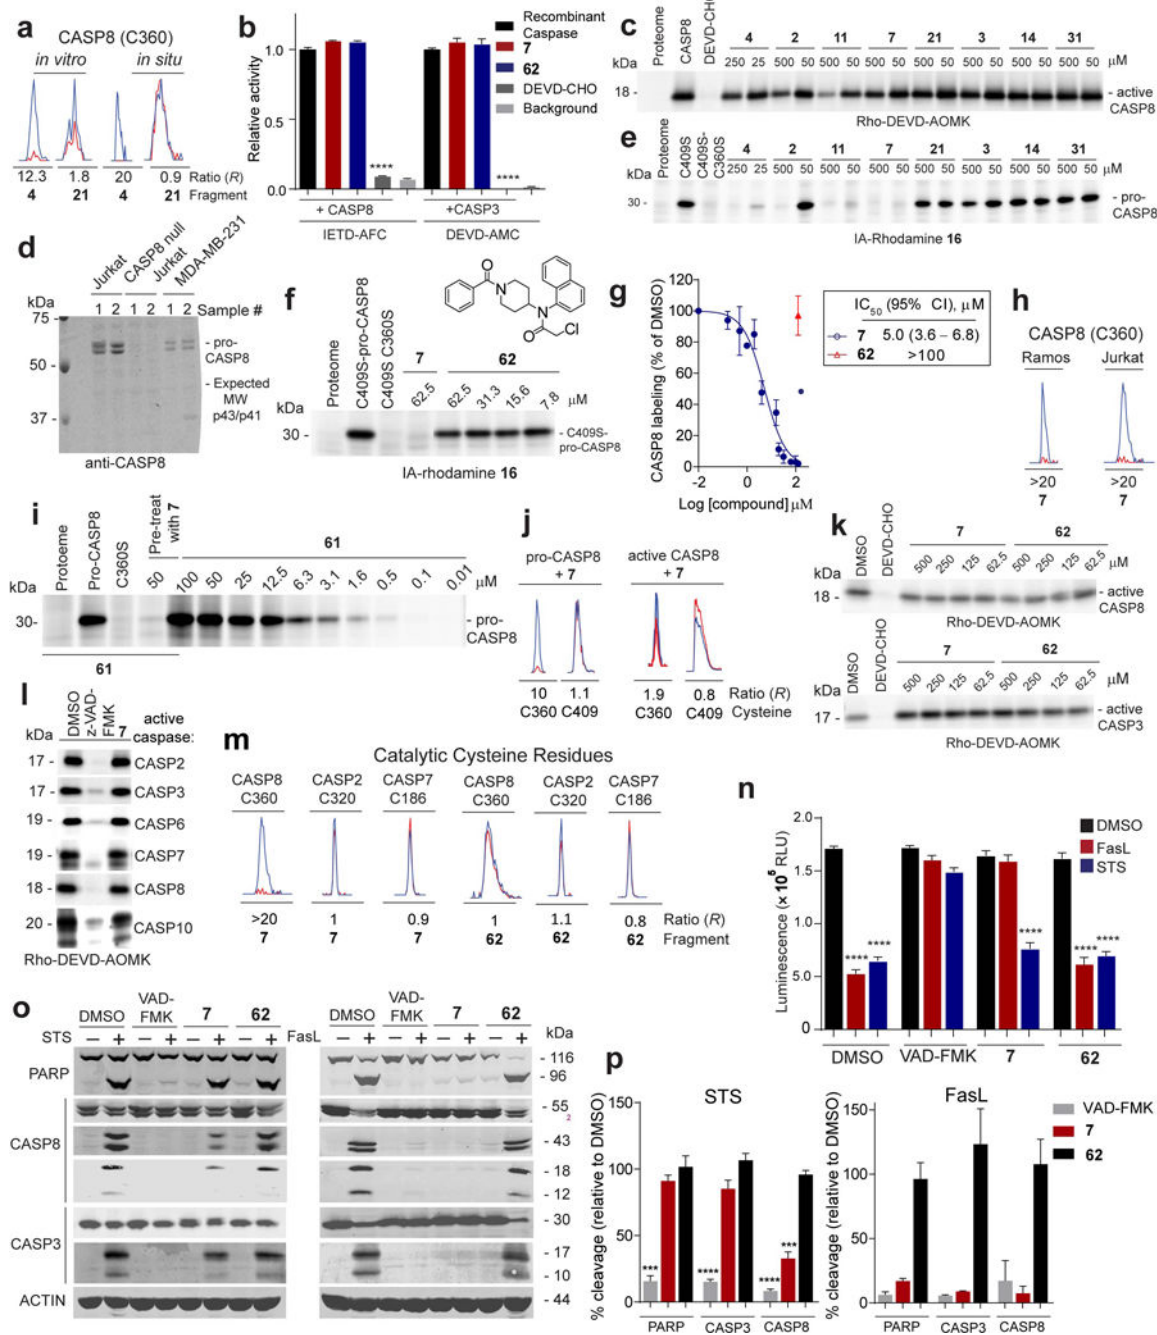 a
CASP8 (C360)
in vitro
in situ
12.3
1.8
20
0.9
Ratio (R)
4
21
4
21
Fragment
b
Relative activity
1.0
0.5
0.0
Recombinant
Caspase
7
62
DEVD-CHO
Background
****
****
+ CASP8
+CASP3
IETD-AFC
DEVD-AMC
c
Proteome
CASP8
DEVD-CHO
4
2
11
7
21
3
14
31
kDa
250 25 500 50 500 50 500 50 500 50 500 50 500 50 500 50
μM
18 -
- active
CASP8
Rho-DEVD-AOMK
e
Proteome
C409S
C409S-
C360S
4
2
11
7
21
3
14
31
kDa
250 25 500 50 500 50 500 50 500 50 500 50 500 50 500 50
μM
30 -
- pro-
CASP8
IA-Rhodamine 16
d
Jurkat
CASP8 null
Jurkat
MDA-MB-231
kDa
1 2 1 2 1 2 Sample #
75 -
50 -
37 -
- pro-
CASP8
- Expected
MW
p43/p41
anti-CASP8
f
O
N
N
O
Cl
Proteome
C409S-pro-CASP8
C409S C360S
7
62
62.5
62.5
31.3
15.6
7.8
μM
kDa
30 -
- C409S-
pro-CASP8
IA-rhodamine 16
g
CASP8 labeling (% of DMSO)
120
100
80
60
40
20
0
-2
0
2
Log [compound] μM
IC50 (95% CI), μM
7 5.0 (3.6 – 6.8)
62 >100
h
CASP8 (C360)
Ramos
Jurkat
>20
>20
7
7
i
Protoeme
Pro-CASP8
C360S
Pre-treat
with 7
61
kDa
50
100
50
25
12.5
6.3
3.1
1.6
0.5
0.1
0.01
μM
30-
- pro-
CASP8
61
j
pro-CASP8
+ 7
active CASP8
+ 7
10
1.1
1.9
0.8
Ratio (R)
C360 C409
C360 C409
Cysteine
k
DMSO
DEVD-CHO
7
62
kDa
500 250 125 62.5 500 250 125 62.5
μM
18 -
- active
CASP8
Rho-DEVD-AOMK
DMSO
DEVD-CHO
7
62
kDa
500 250 125 62.5 500 250 125 62.5
μM
17 -
- active
CASP3
Rho-DEVD-AOMK
l
kDa
DMSO
z-VAD-
FMK
7
active
caspase:
17 -
CASP2
17 -
CASP3
19 -
CASP6
19 -
CASP7
18 -
CASP8
20 -
CASP10
Rho-DEVD-AOMK
m
Catalytic Cysteine Residues
CASP8 CASP2 CASP7 CASP8 CASP2 CASP7
C360 C320 C186 C360 C320 C186
>20
1
0.9
1
1.1
0.8
Ratio (R)
7
7
7
62
62
62
Fragment
n
Luminescence (× 10⁵ RLU)
2.0
1.5
1.0
5.0
0
DMSO
FasL
STS
****
****
****
****
****
DMSO
VAD-FMK
7
62
o
DMSO
VAD-
FMK
7
62
STS
– + – + – + – +
DMSO
VAD-
FMK
7
62
FasL
– + – + – + – +
kDa
PARP
- 116
- 96
CASP8
- 55
2
- 43
- 18
- 12
CASP3
- 30
- 17
- 10
ACTIN
- 44
p
STS
% cleavage (relative to DMSO)
150
100
50
0
***
****
****
***
PARP
CASP3
CASP8
FasL
% cleavage (relative to DMSO)
150
100
50
0
PARP
CASP3
CASP8
VAD-FMK
7
62